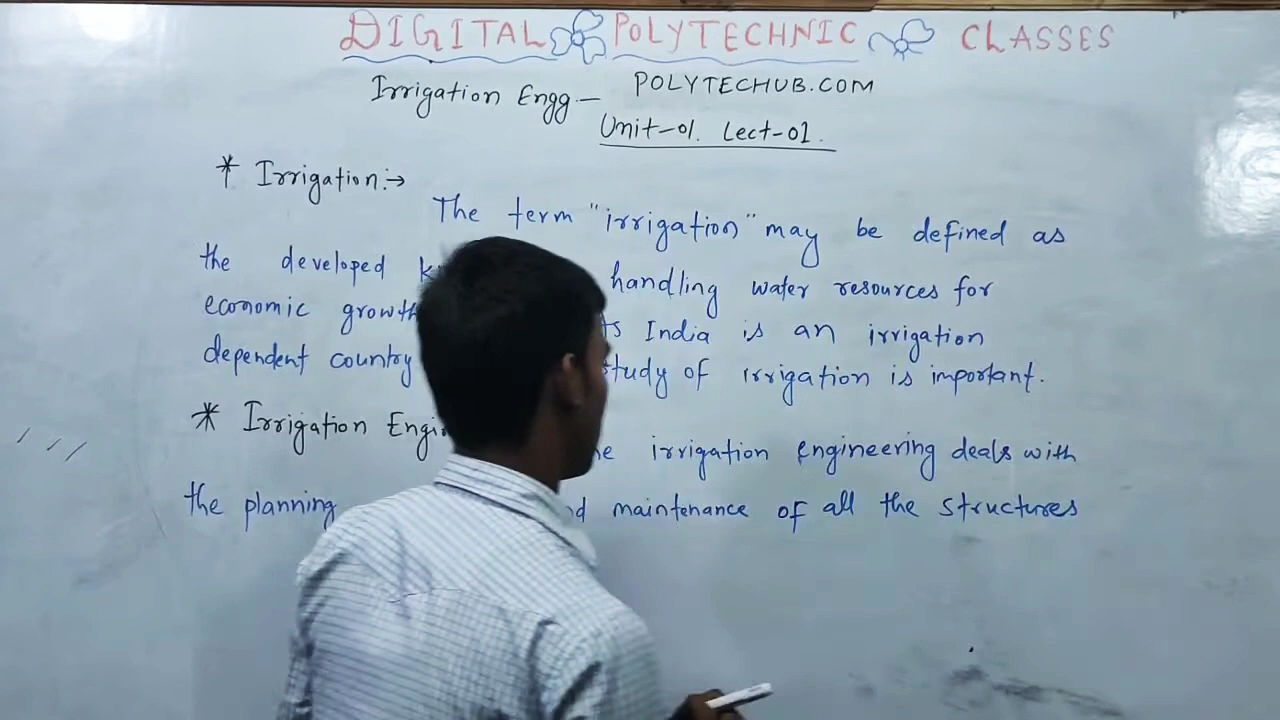 DIGITAL POLYTECHNIC CLASSES
Irrigation Engg.— POLYTECHUB.COM
Unit-01. Lect-01.
* Irrigation:→
The term "irrigation" may be defined as
the developed handling water resources for
economic growth India is an irrigation
dependent country study of irrigation is important.
* Irrigation irrigation Engineering deals with
the planning maintenance of all the structures